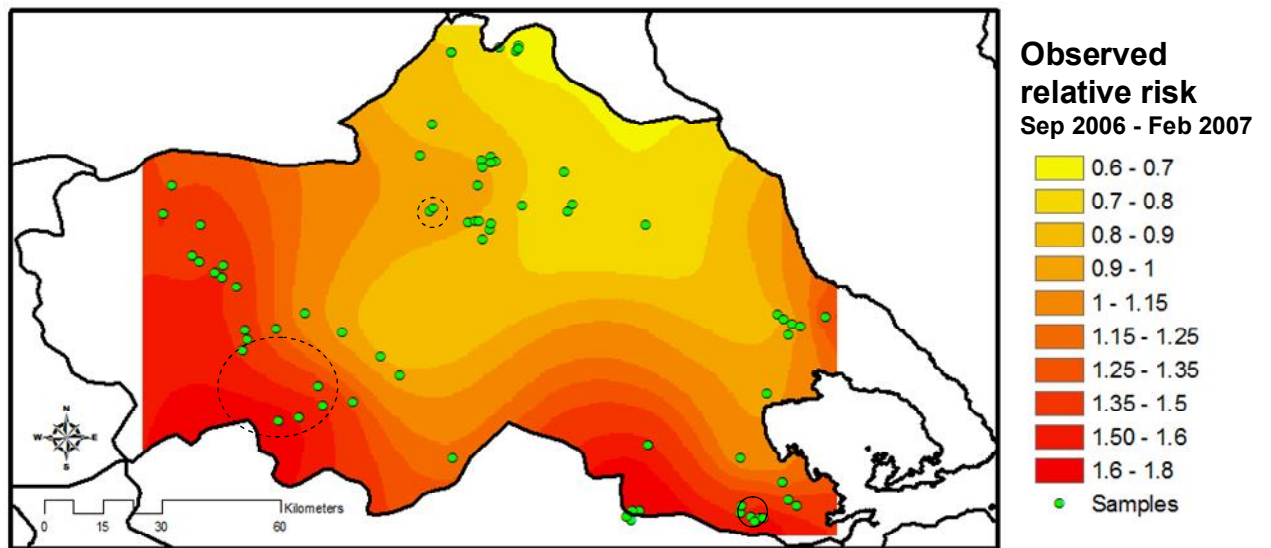 Observed
relative risk
Sep 2006 - Feb 2007
0.6 - 0.7
0.7 - 0.8
0.8 - 0.9
0.9 - 1
1 - 1.15
1.15 - 1.25
1.25 - 1.35
1.35 - 1.5
1.50 - 1.6
1.6 - 1.8
Samples
N
W E
S
Kilometers
0 15 30 60